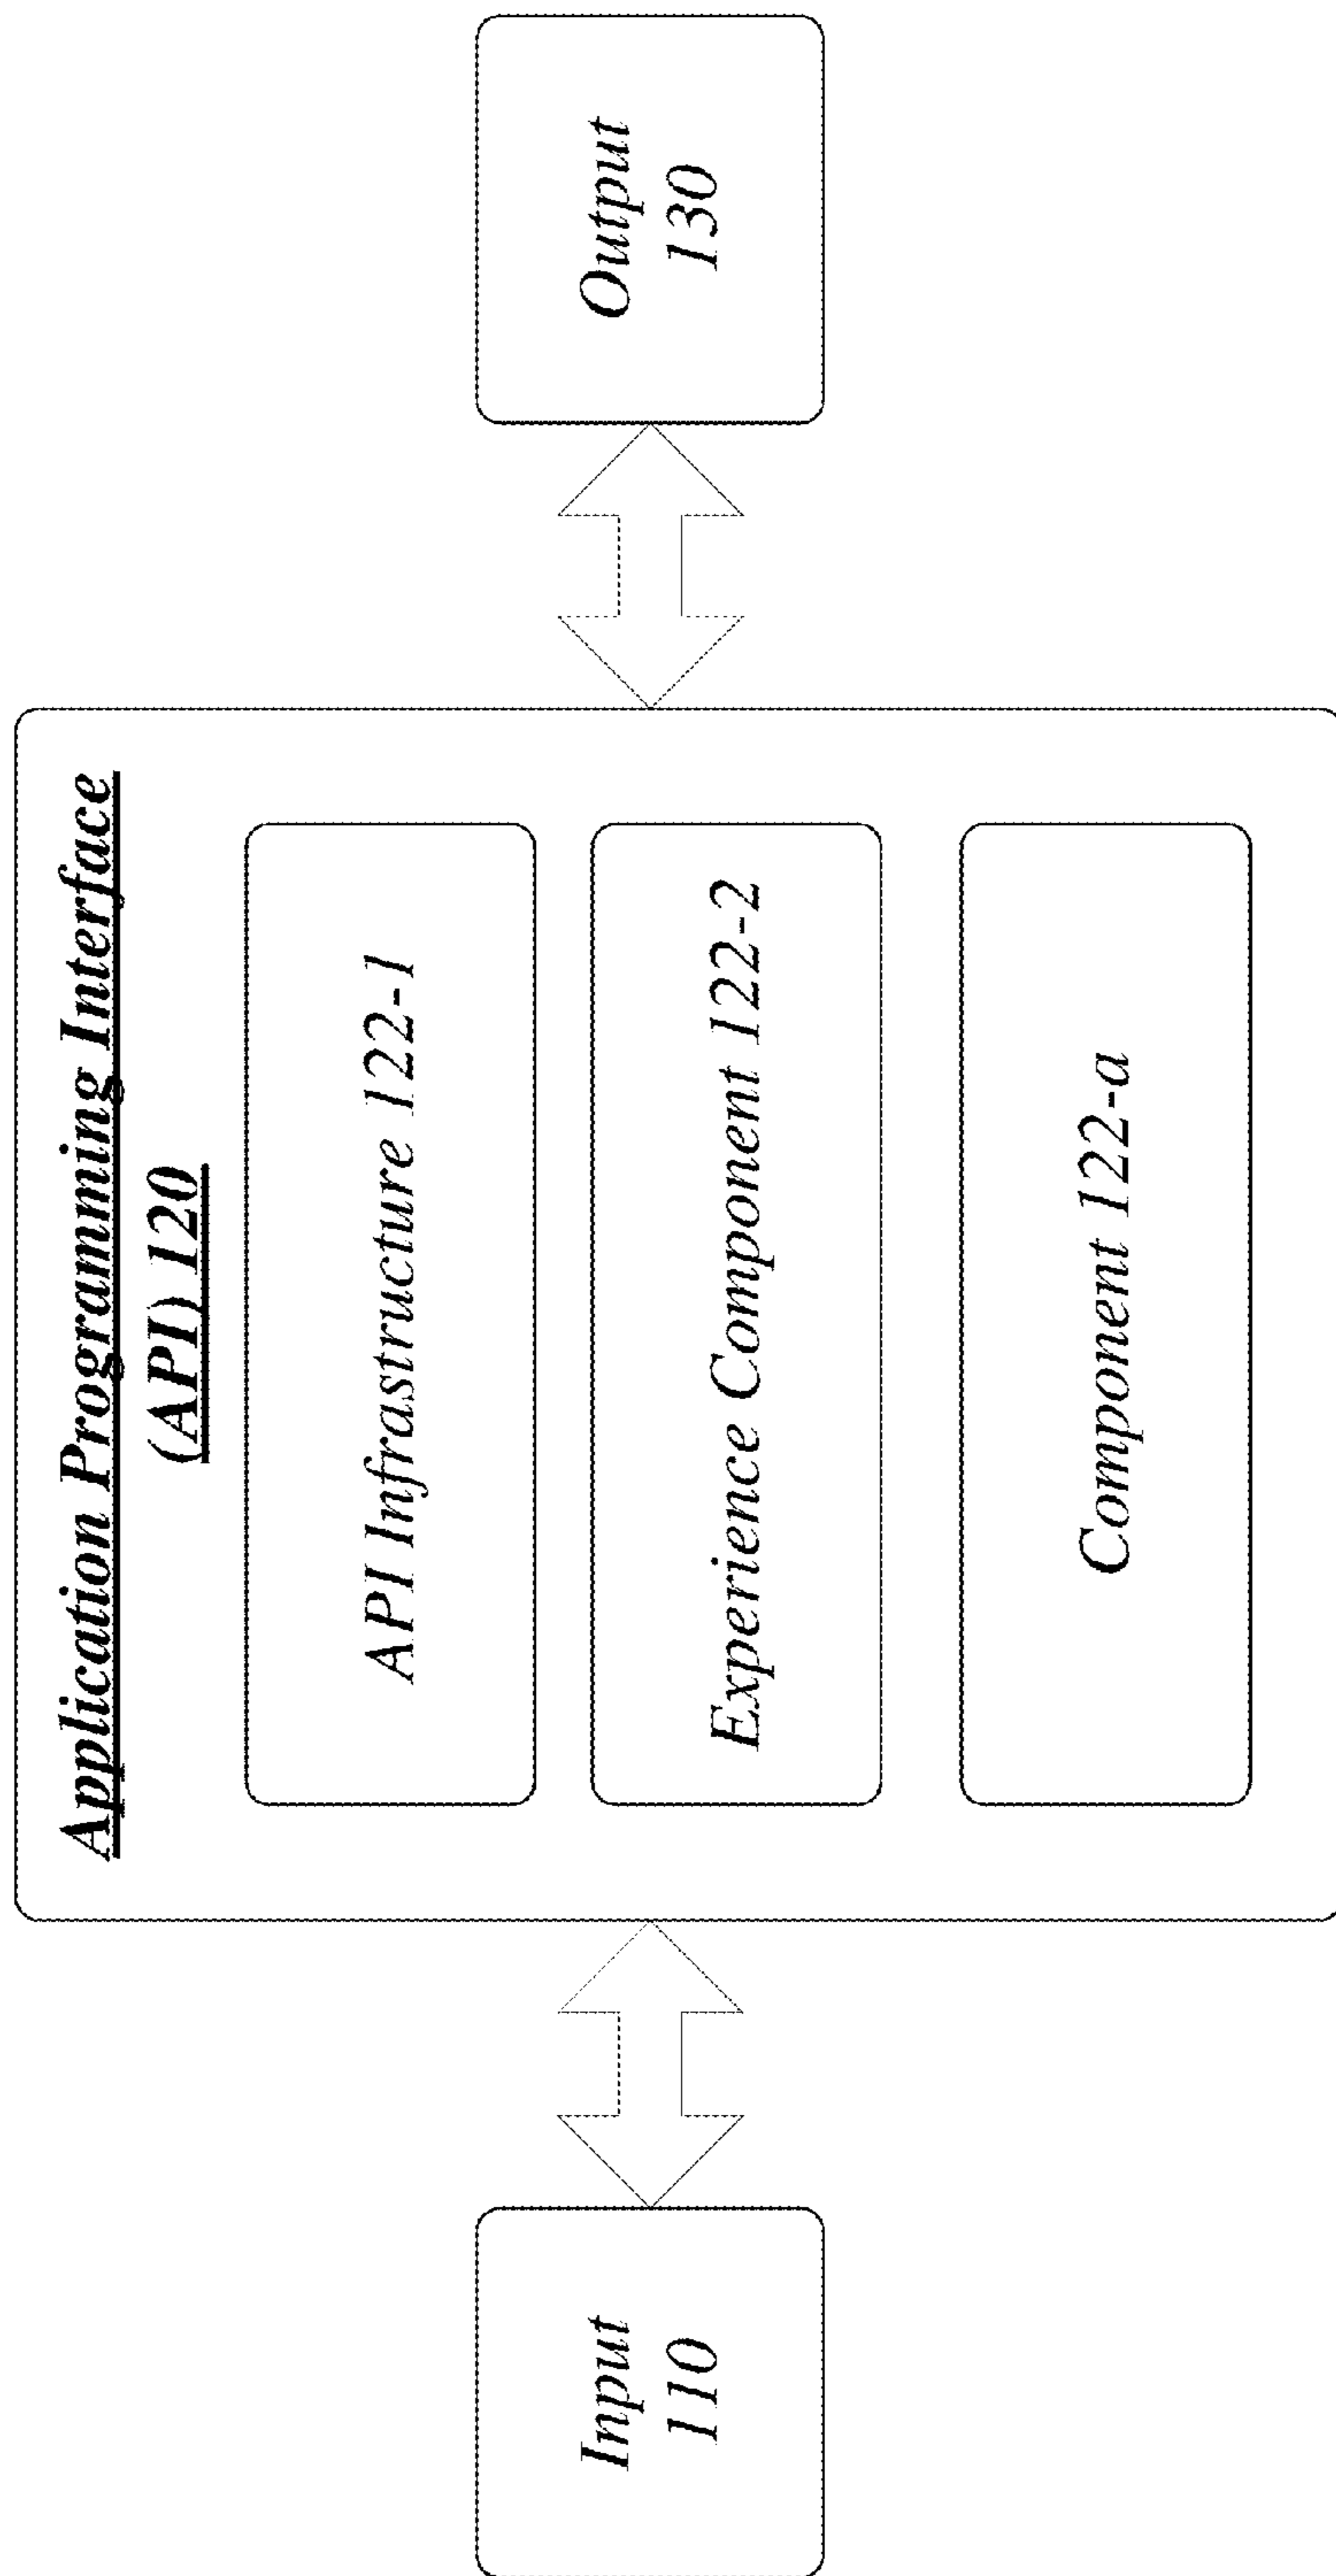 Application Programming Interface
(API) 120
API Infrastructure 122-1
Experience Component 122-2
Component 122-a
Input
110
Output
130